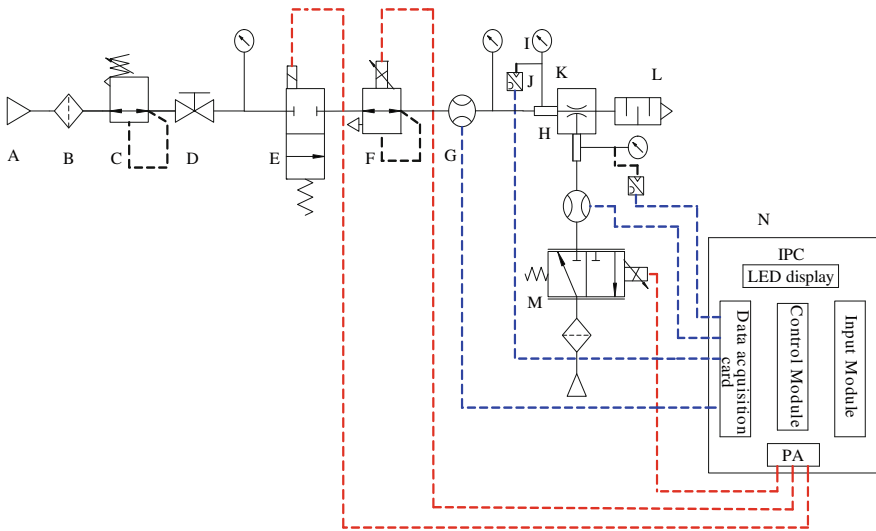 I
J
K
L
A
B
C
D
E
F
G
H
N
IPC
LED display
M
Data acquisition
card
Control Module
Input Module
PA